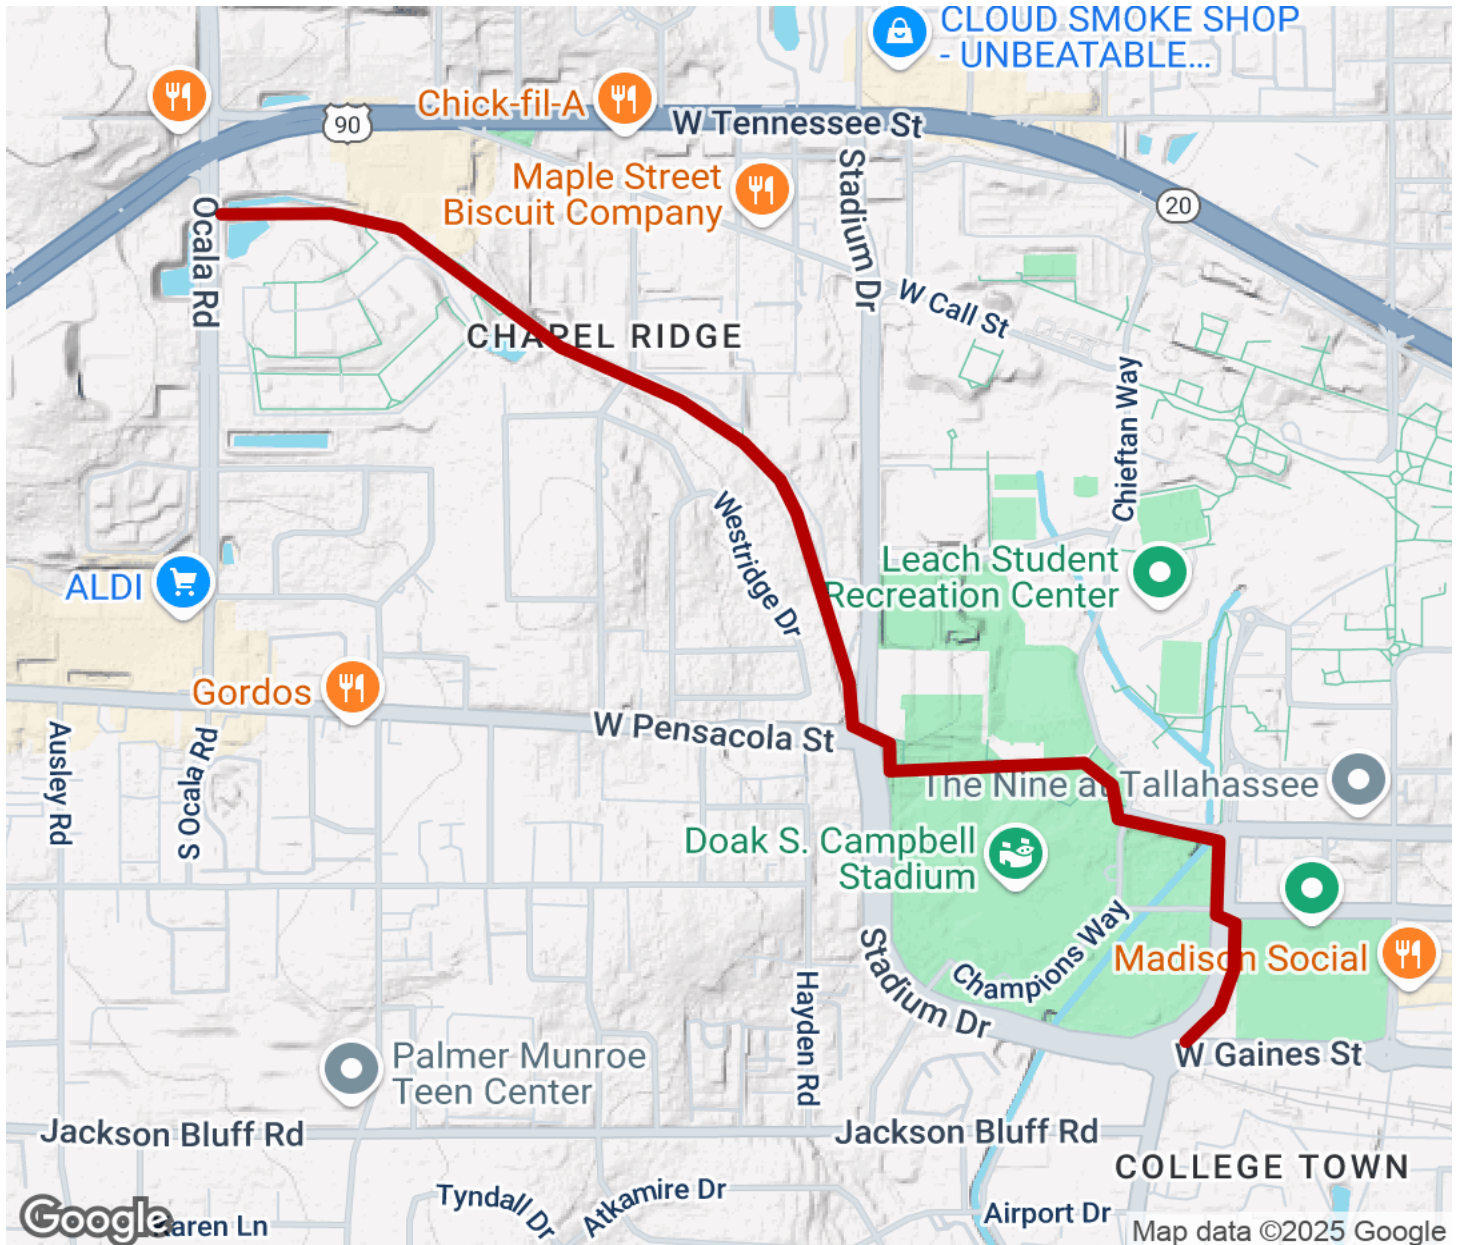 CLOUD SMOKE SHOP
- UNBEATABLE...
Chick-fil-A
90
W Tennessee St
Maple Street
Biscuit Company
Stadium Dr
20
Ocala Rd
W Call St
CHAPEL RIDGE
Chieftan Way
Westridge Dr
Leach Student
Recreation Center
ALDI
Gordos
W Pensacola St
Ausley Rd
S Ocala Rd
The Nine at Tallahassee
Doak S. Campbell
Stadium
Champions Way
Madison Social
Stadium Dr
Hayden Rd
W Gaines St
Palmer Munroe
Teen Center
Jackson Bluff Rd
Jackson Bluff Rd
COLLEGE TOWN
Tyndall Dr
Atkamire Dr
Airport Dr
Google
Karen Ln
Map data ©2025 Google